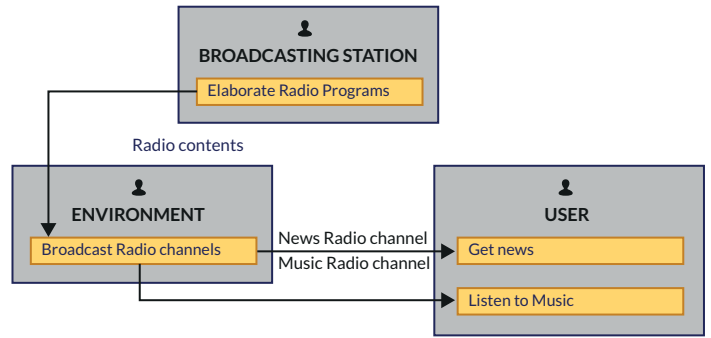 BROADCASTING STATION
Elaborate Radio Programs
Radio contents
ENVIRONMENT
Broadcast Radio channels
News Radio channel
Music Radio channel
USER
Get news
Listen to Music